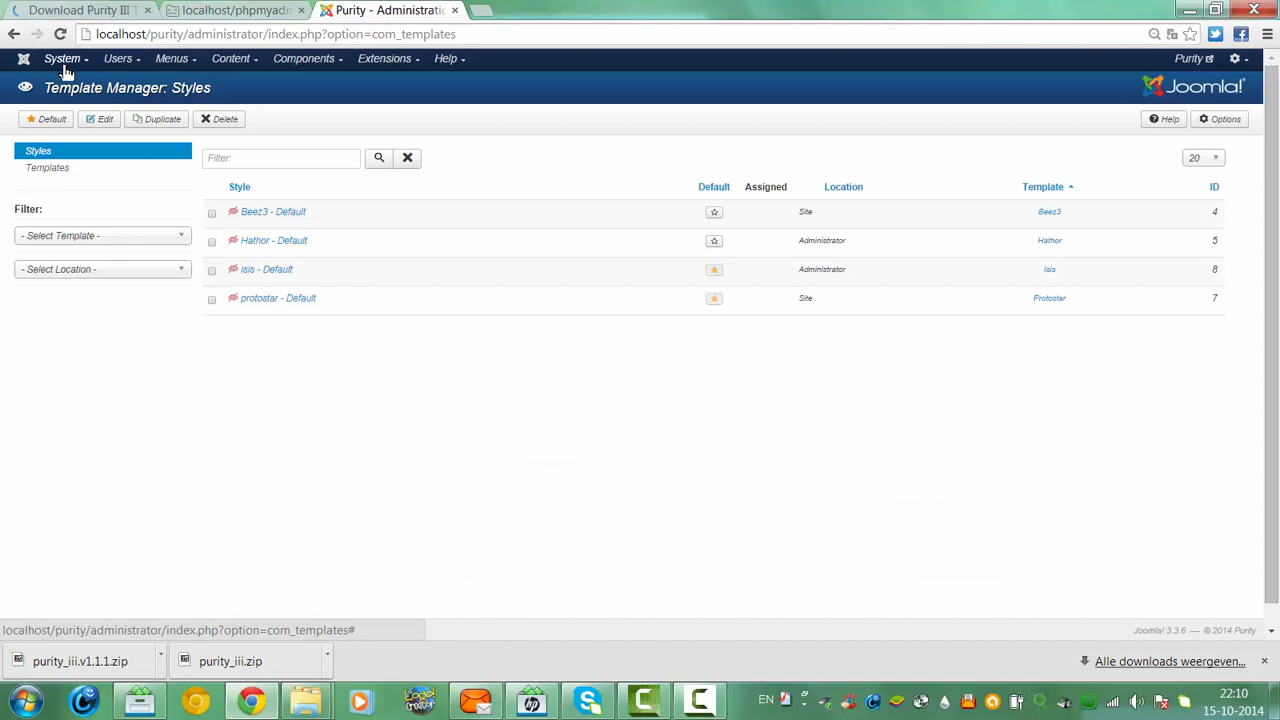 Download Purity III T ×
localhost/phpmyadm ×
Purity - Administratio ×
localhost/purity/administrator/index.php?option=com_templates
System Users Menus Content Components Extensions Help Purity
Template Manager: Styles
Joomla!
Default Edit Duplicate Delete Help Options
Styles
Templates
Filter:
- Select Template -
- Select Location -
Filter: 20
Style Default Assigned Location Template ID
Beez3 - Default Site Beez3 4
Hathor - Default Administrator Hathor 5
isis - Default Administrator Isis 8
protostar - Default Site Protostar 7
localhost/purity/administrator/index.php?option=com_templates#
Joomla! 3.3.6 — © 2014 Purity
purity_iii.v1.1.1.zip purity_iii.zip Alle downloads weergeven...
EN 22:10
15-10-2014